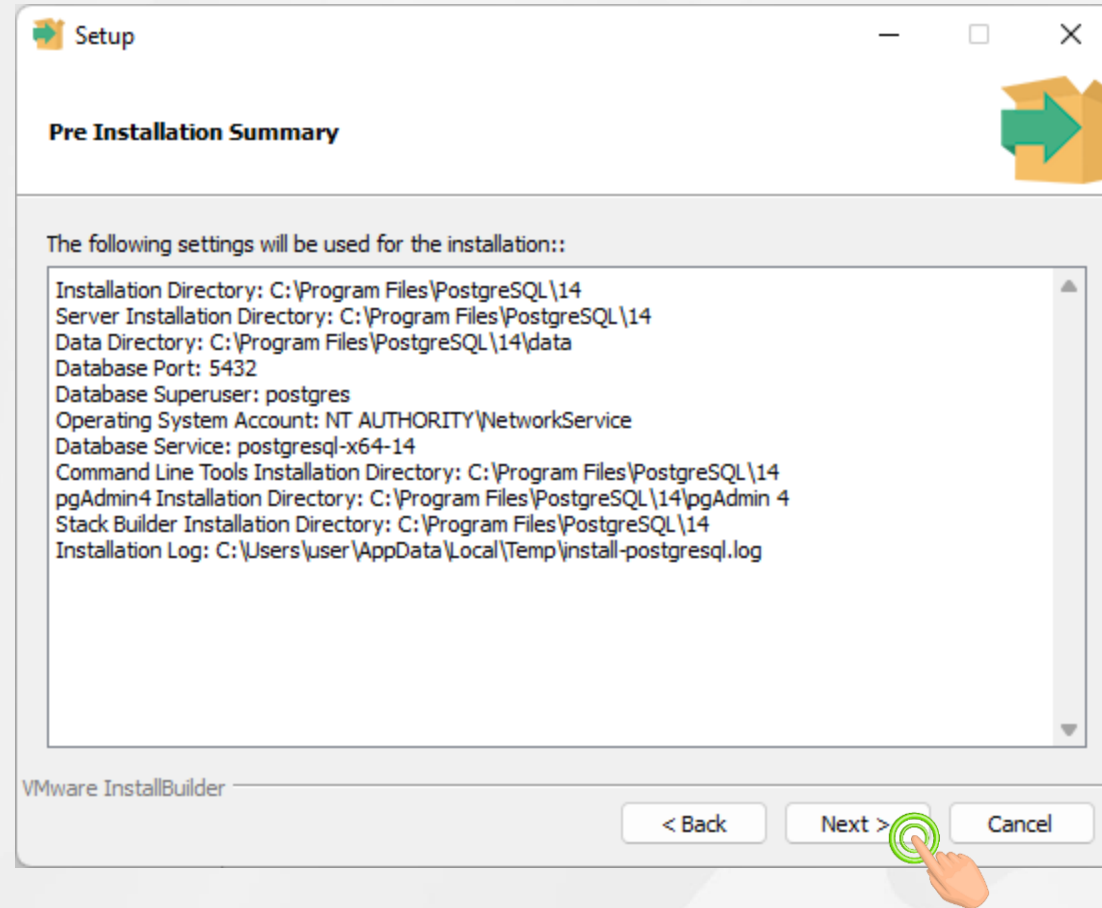 Setup
Pre Installation Summary
The following settings will be used for the installation::
Installation Directory: C:\Program Files\PostgreSQL\14
Server Installation Directory: C:\Program Files\PostgreSQL\14
Data Directory: C:\Program Files\PostgreSQL\14\data
Database Port: 5432
Database Superuser: postgres
Operating System Account: NT AUTHORITY\NetworkService
Database Service: postgresql-x64-14
Command Line Tools Installation Directory: C:\Program Files\PostgreSQL\14
pgAdmin4 Installation Directory: C:\Program Files\PostgreSQL\14\pgAdmin 4
Stack Builder Installation Directory: C:\Program Files\PostgreSQL\14
Installation Log: C:\Users\user\AppData\Local\Temp\install-postgresql.log
VMware InstallBuilder
< Back Next > Cancel